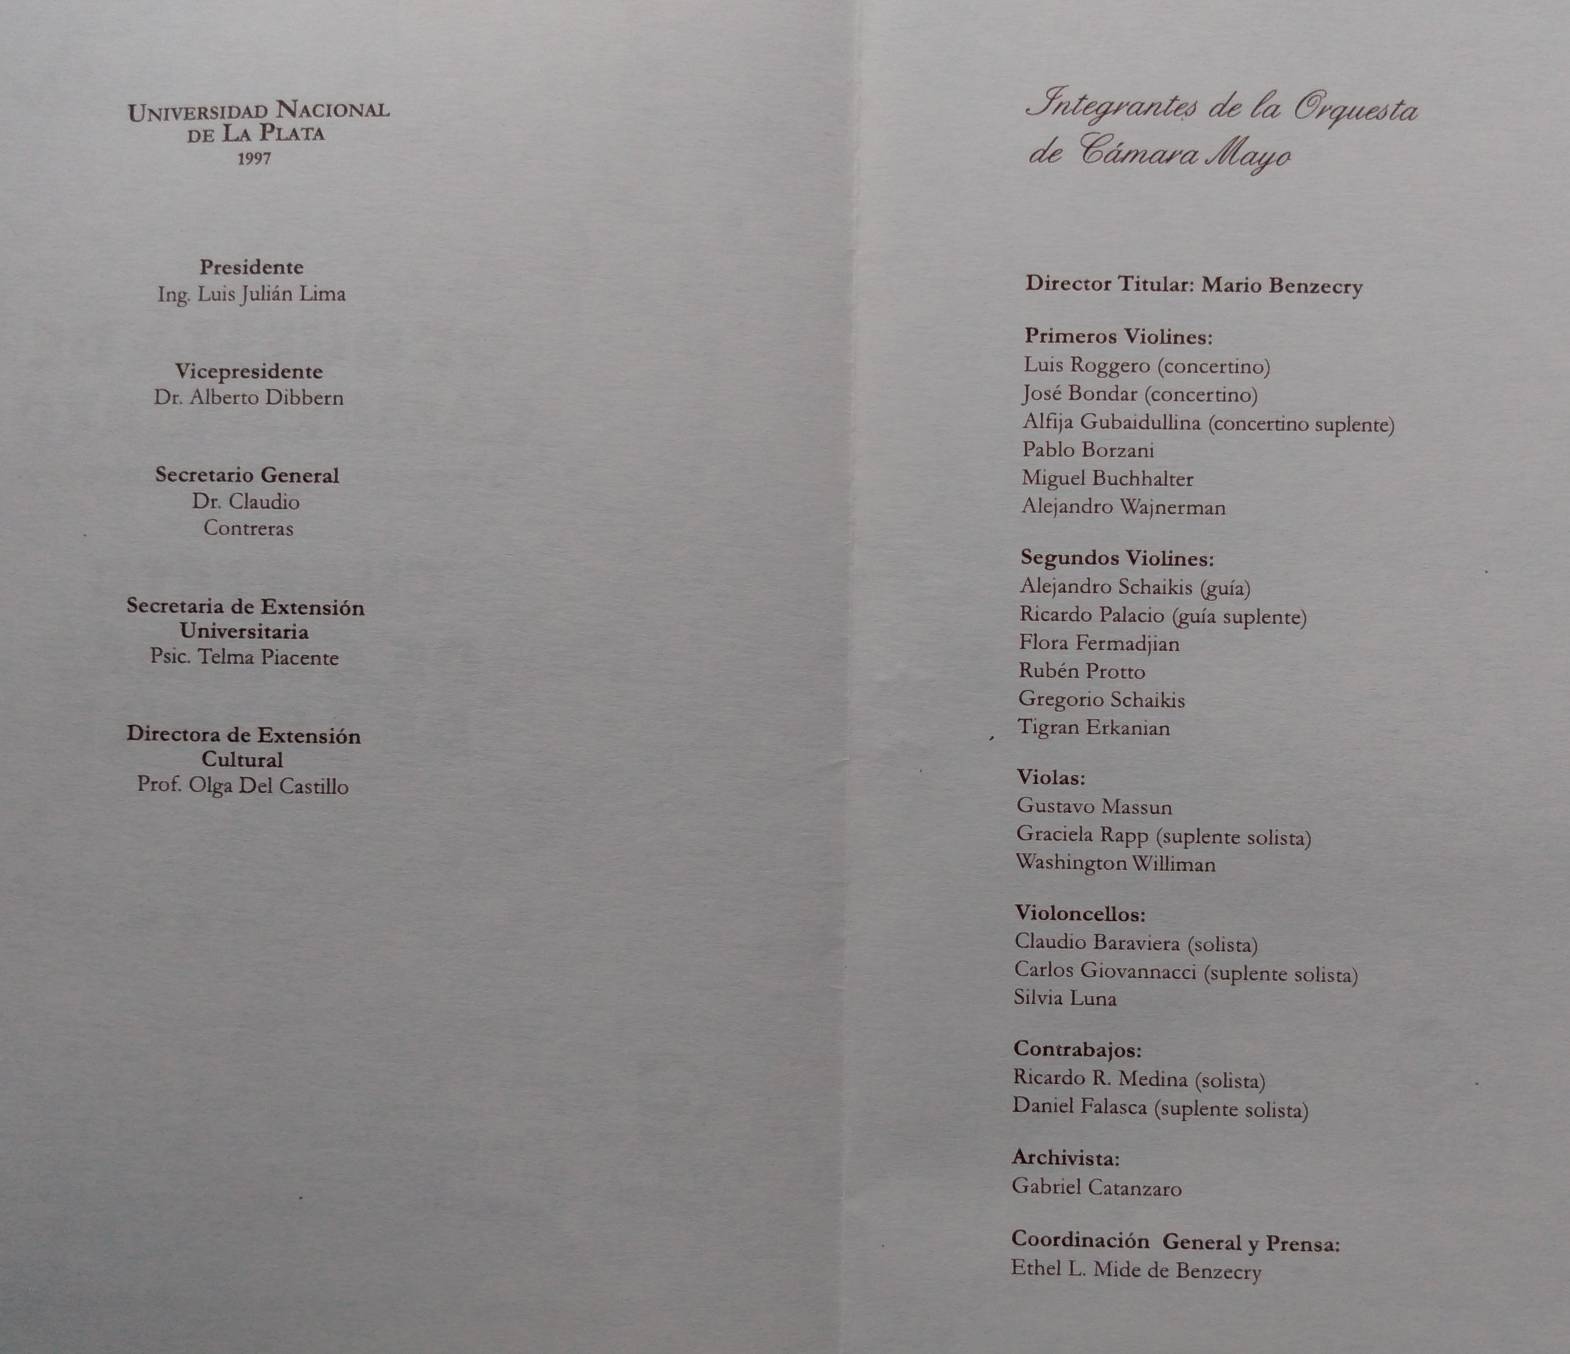 UNIVERSIDAD NACIONAL
DE LA PLATA
1997
Presidente
Ing. Luis Julián Lima
Vicepresidente
Dr. Alberto Dibbern
Secretario General
Dr. Claudio
Contreras
Secretaria de Extensión
Universitaria
Psic. Telma Piacente
Directora de Extensión
Cultural
Prof. Olga Del Castillo
Integrantes de la Orquesta
de Cámara Mayo
Director Titular: Mario Benzecry
Primeros Violines:
Luis Roggero (concertino)
José Bondar (concertino)
Alfija Gubaidullina (concertino suplente)
Pablo Borzani
Miguel Buchhalter
Alejandro Wajnerman
Segundos Violines:
Alejandro Schaikis (guía)
Ricardo Palacio (guía suplente)
Flora Fermadjian
Rubén Protto
Gregorio Schaikis
Tigran Erkanian
Violas:
Gustavo Massun
Graciela Rapp (suplente solista)
Washington Williman
Violoncellos:
Claudio Baraviera (solista)
Carlos Giovannacci (suplente solista)
Silvia Luna
Contrabajos:
Ricardo R. Medina (solista)
Daniel Falasca (suplente solista)
Archivista:
Gabriel Catanzaro
Coordinación General y Prensa:
Ethel L. Mide de Benzecry